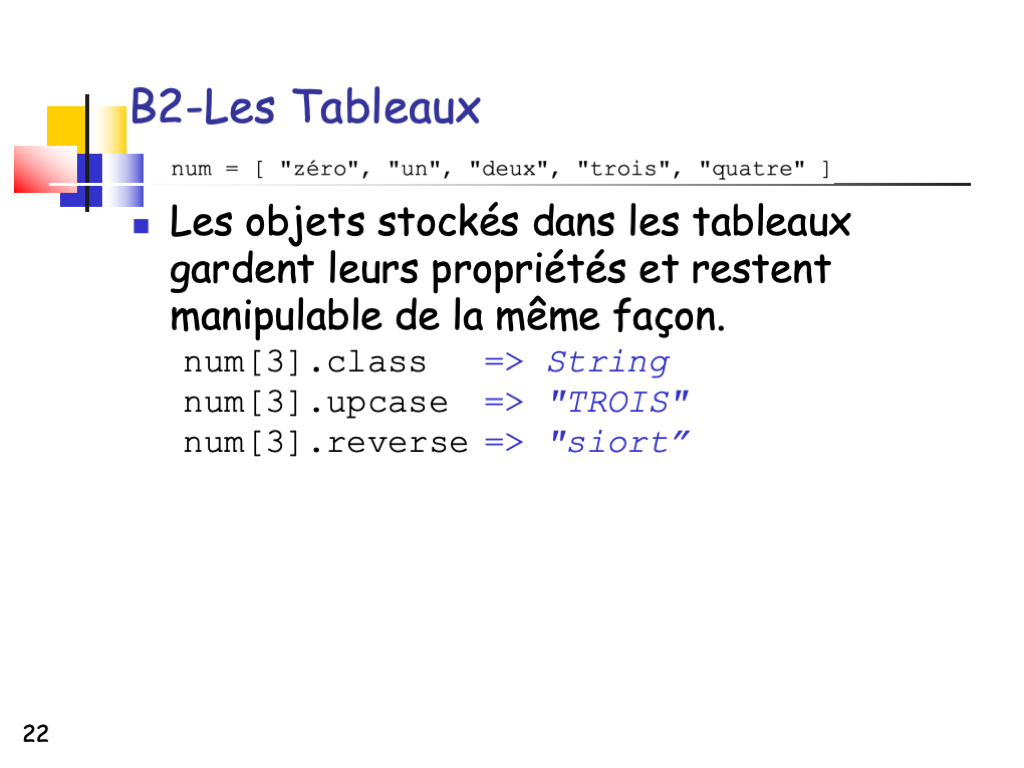 B2-Les Tableaux
num = [ "zéro", "un", "deux", "trois", "quatre" ]
Les objets stockés dans les tableaux
gardent leurs propriétés et restent
manipulable de la même façon.
num[3].class => String
num[3].upcase => "TROIS"
num[3].reverse => "siort”
22